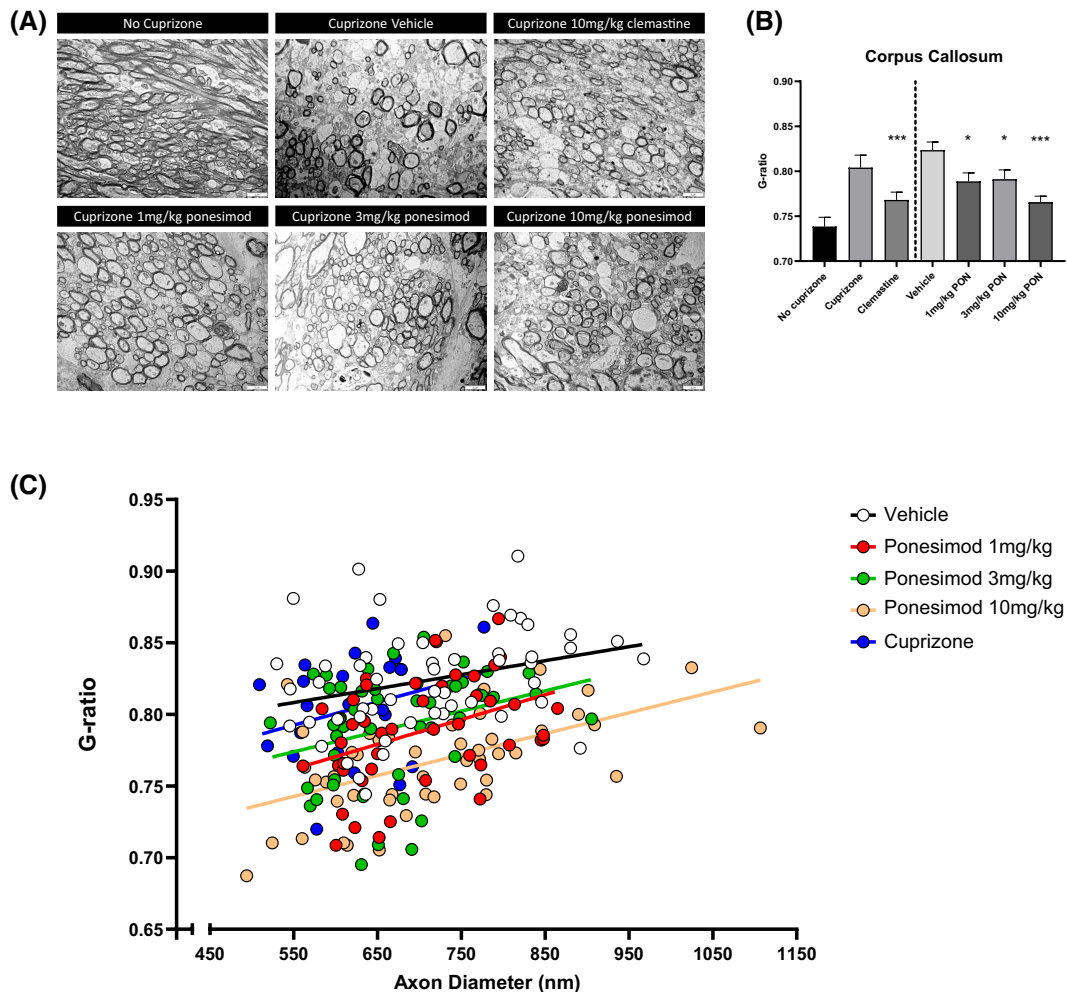 (A)
No Cuprizone
Cuprizone Vehicle
Cuprizone 10mg/kg clemastine
Cuprizone 1mg/kg ponesimod
Cuprizone 3mg/kg ponesimod
Cuprizone 10mg/kg ponesimod
(B)
Corpus Callosum
G-ratio
0.90
0.85
0.80
0.75
0.70
***
*
*
***
No cuprizone
Cuprizone
Clemastine
Vehicle
1mg/kg PON
3mg/kg PON
10mg/kg PON
(C)
G-ratio
0.95
0.90
0.85
0.80
0.75
0.70
0.65
450 550 650 750 850 950 1050 1150
Axon Diameter (nm)
Vehicle
Ponesimod 1mg/kg
Ponesimod 3mg/kg
Ponesimod 10mg/kg
Cuprizone